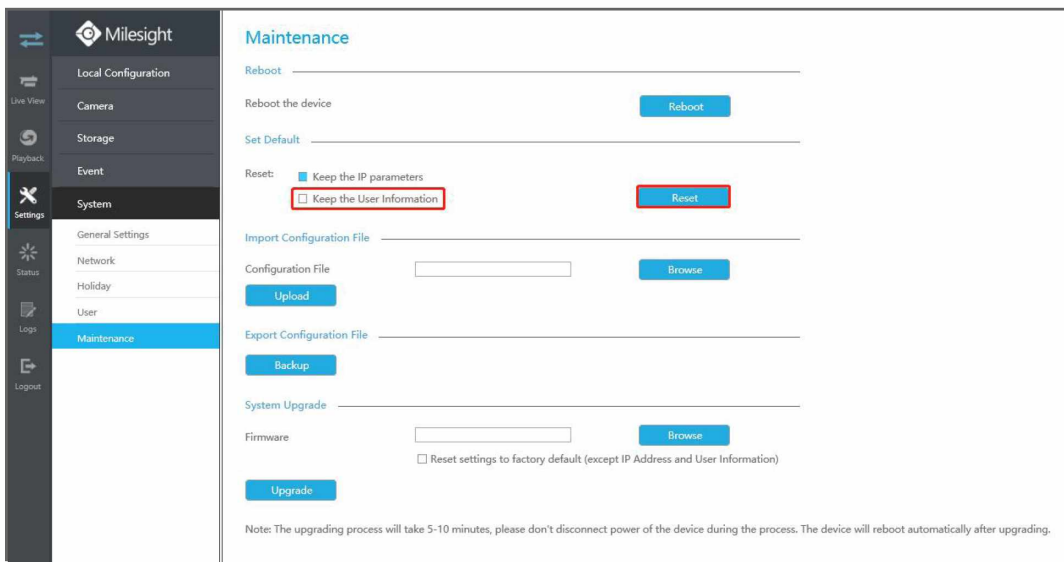 Milesight
Live View
Playback
Settings
Status
Logs
Logout
Local Configuration
Camera
Storage
Event
System
General Settings
Network
Holiday
User
Maintenance
Maintenance
Reboot
Reboot the device
Reboot
Set Default
Reset:
Keep the IP parameters
Keep the User Information
Reset
Import Configuration File
Configuration File
Browse
Upload
Export Configuration File
Backup
System Upgrade
Firmware
Browse
Reset settings to factory default (except IP Address and User Information)
Upgrade
Note: The upgrading process will take 5-10 minutes, please don't disconnect power of the device during the process. The device will reboot automatically after upgrading.